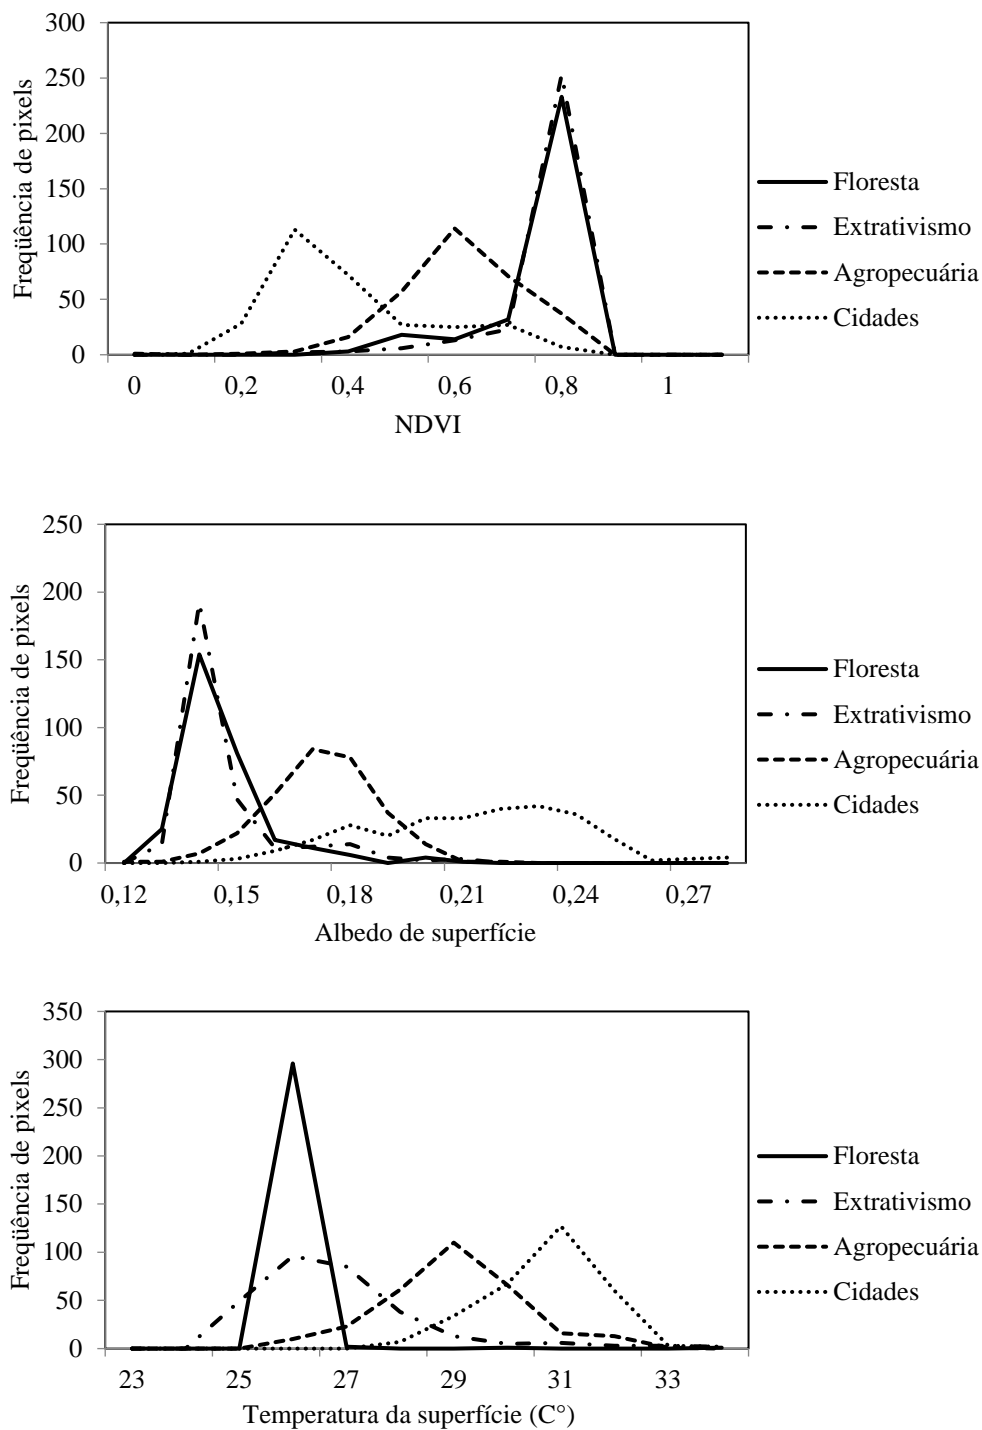 300
250
200
150
100
50
0
Freqüência de pixels
0 0,2 0,4 0,6 0,8 1
NDVI
Floresta
Extrativismo
Agropecuária
Cidades
250
200
150
100
50
0
Freqüência de pixels
0,12 0,15 0,18 0,21 0,24 0,27
Albedo de superfície
Floresta
Extrativismo
Agropecuária
Cidades
350
300
250
200
150
100
50
0
Freqüência de pixels
23 25 27 29 31 33
Temperatura da superfície (C°)
Floresta
Extrativismo
Agropecuária
Cidades